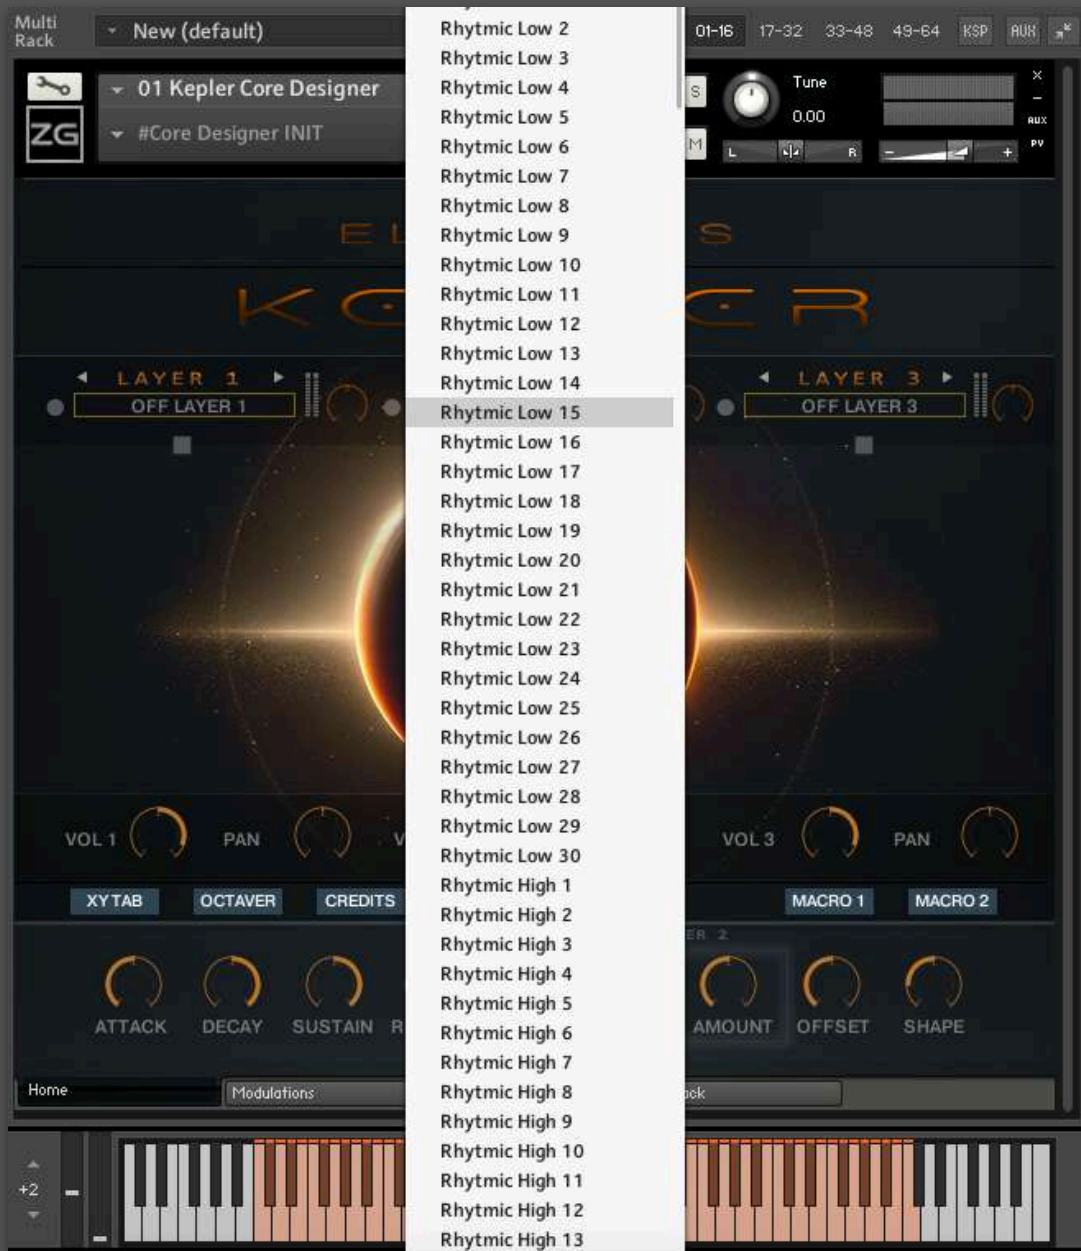 Multi
Rack
New (default)
01-16 17-32 33-48 49-64 KSP AUX
01 Kepler Core Designer
ZG
#Core Designer INIT
S
M
Tune
0.00
L R
- +
X
AUX
PV
LAYER 1
OFF LAYER 1
LAYER 3
OFF LAYER 3
Rhytmic Low 2
Rhytmic Low 3
Rhytmic Low 4
Rhytmic Low 5
Rhytmic Low 6
Rhytmic Low 7
Rhytmic Low 8
Rhytmic Low 9
Rhytmic Low 10
Rhytmic Low 11
Rhytmic Low 12
Rhytmic Low 13
Rhytmic Low 14
Rhytmic Low 15
Rhytmic Low 16
Rhytmic Low 17
Rhytmic Low 18
Rhytmic Low 19
Rhytmic Low 20
Rhytmic Low 21
Rhytmic Low 22
Rhytmic Low 23
Rhytmic Low 24
Rhytmic Low 25
Rhytmic Low 26
Rhytmic Low 27
Rhytmic Low 28
Rhytmic Low 29
Rhytmic Low 30
Rhytmic High 1
Rhytmic High 2
Rhytmic High 3
Rhytmic High 4
Rhytmic High 5
Rhytmic High 6
Rhytmic High 7
Rhytmic High 8
Rhytmic High 9
Rhytmic High 10
Rhytmic High 11
Rhytmic High 12
Rhytmic High 13
VOL 1 PAN
VOL 3 PAN
XY TAB OCTAVER CREDITS
MACRO 1 MACRO 2
ATTACK DECAY SUSTAIN
AMOUNT OFFSET SHAPE
Home
Modulations
+2